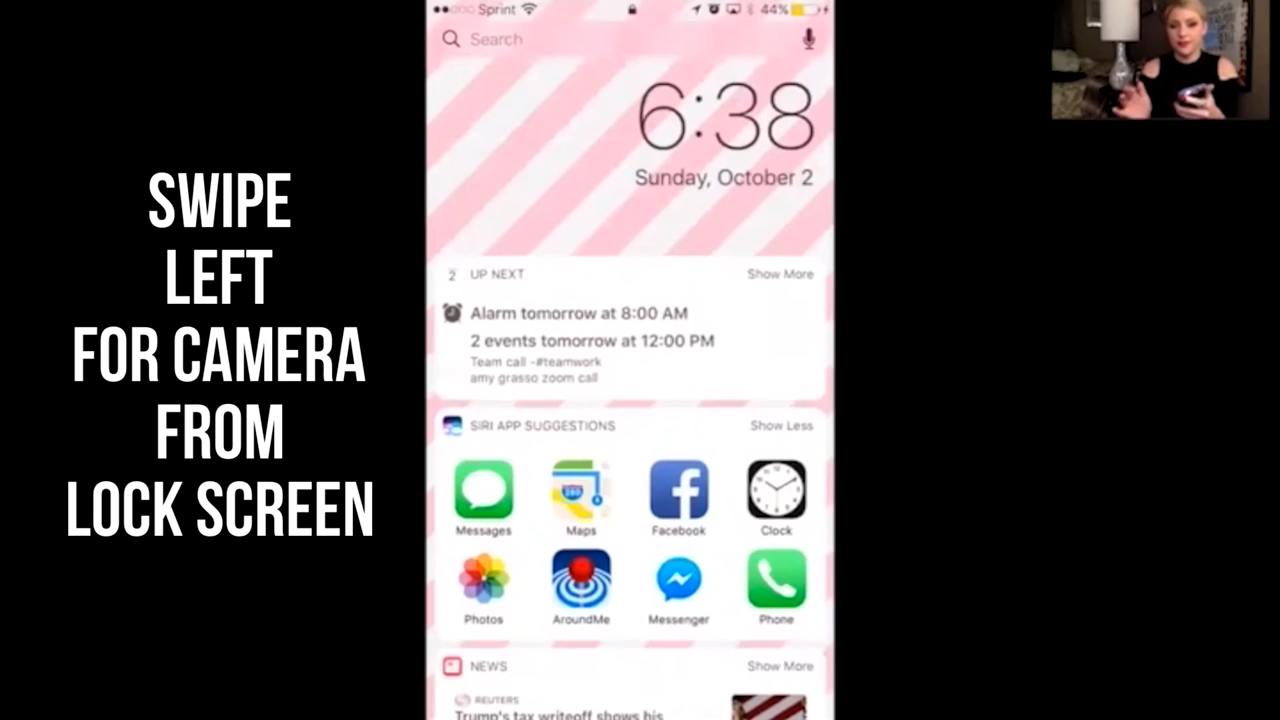 SWIPE
LEFT
FOR CAMERA
FROM
LOCK SCREEN
Sprint 44%
Search
6:38
Sunday, October 2
2 UP NEXT Show More
Alarm tomorrow at 8:00 AM
2 events tomorrow at 12:00 PM
Team call -#teamwork
amy grasso zoom call
SIRI APP SUGGESTIONS Show Less
280
Messages Maps Facebook Clock
Photos AroundMe Messenger Phone
NEWS Show More
REUTERS
Trump's tax writeoff shows his